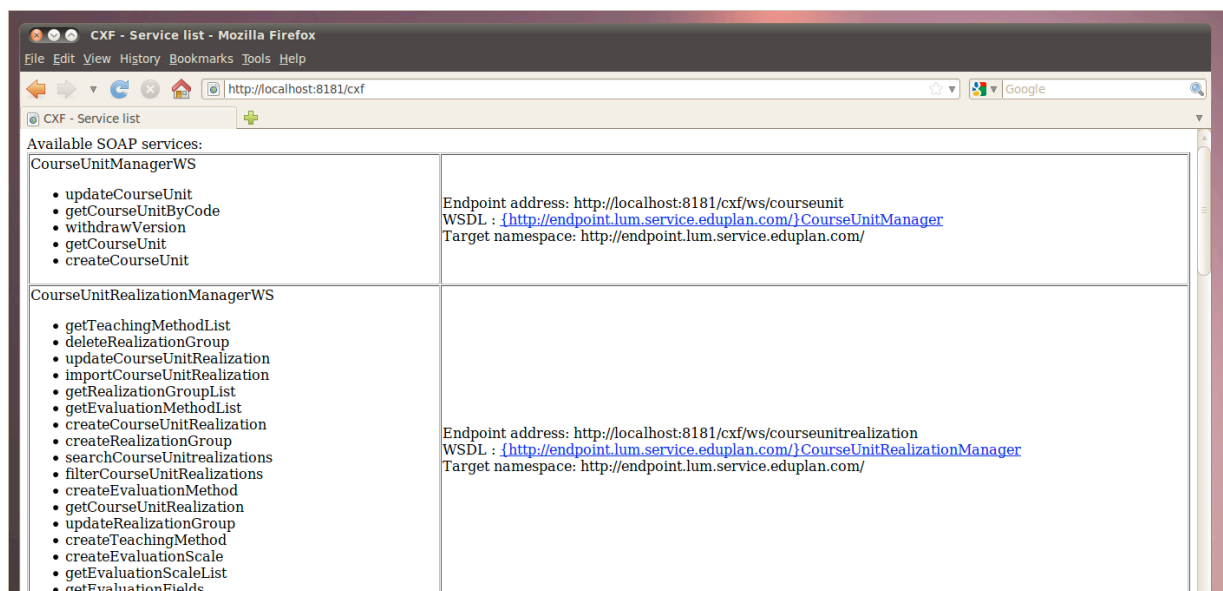 CXF - Service list - Mozilla Firefox
File Edit View History Bookmarks Tools Help
http://localhost:8181/cxf
Google
CXF - Service list
Available SOAP services:
CourseUnitManagerWS
• updateCourseUnit
• getCourseUnitByCode
• withdrawVersion
• getCourseUnit
• createCourseUnit
Endpoint address: http://localhost:8181/cxf/ws/courseunit
WSDL : {http://endpoint.lum.service.eduplan.com/}CourseUnitManager
Target namespace: http://endpoint.lum.service.eduplan.com/
CourseUnitRealizationManagerWS
• getTeachingMethodList
• deleteRealizationGroup
• updateCourseUnitRealization
• importCourseUnitRealization
• getRealizationGroupList
• getEvaluationMethodList
• createCourseUnitRealization
• createRealizationGroup
• searchCourseUnitrealizations
• filterCourseUnitRealizations
• createEvaluationMethod
• getCourseUnitRealization
• updateRealizationGroup
• createTeachingMethod
• createEvaluationScale
• getEvaluationScaleList
• getEvaluationFields
Endpoint address: http://localhost:8181/cxf/ws/courseunitrealization
WSDL : {http://endpoint.lum.service.eduplan.com/}CourseUnitRealizationManager
Target namespace: http://endpoint.lum.service.eduplan.com/